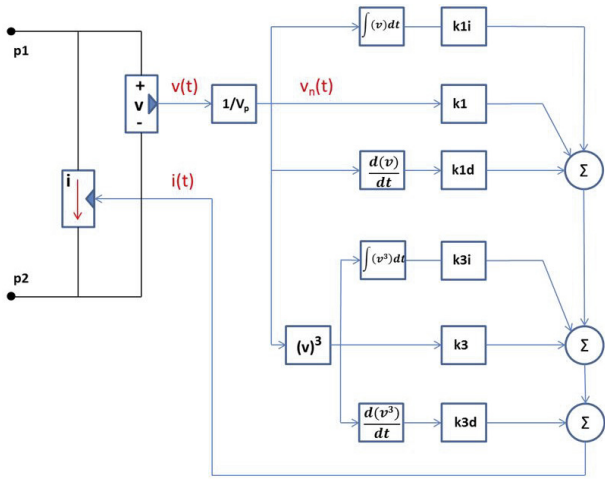 p1
∫(v)dt
k1i
+
v
-
v(t)
1/Vₚ
vₙ(t)
k1
i
i(t)
d(v)/dt
k1d
Σ
p2
∫(v³)dt
k3i
(v)³
k3
Σ
d(v³)/dt
k3d
Σ